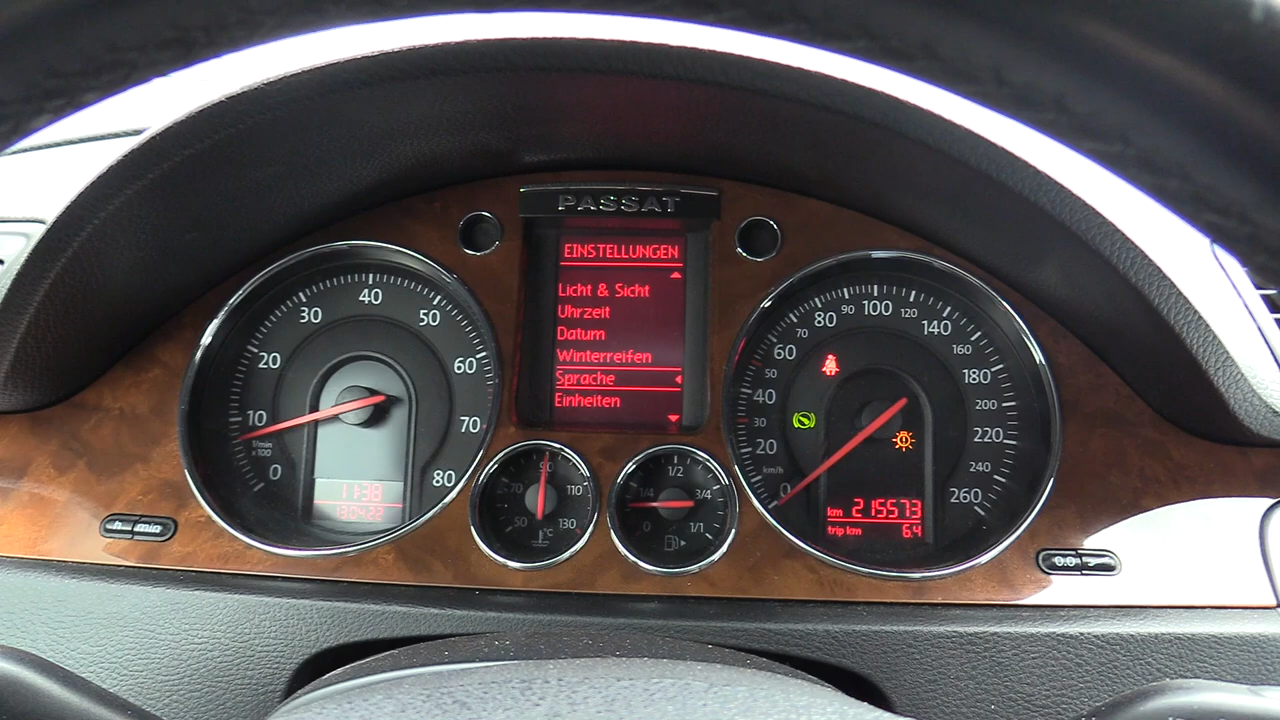 PASSAT
EINSTELLUNGEN
Licht & Sicht
Uhrzeit
Datum
Winterreifen
Sprache
Einheiten
0 10 20 30 40 50 60 70 80
1/min
x100
11:38
13.04.22
50 70 90 110 130
°C
0 1/4 1/2 3/4 1/1
0 20 30 40 50 60 70 80 90 100 120 140 160 180 200 220 240 260
km/h
km 215573
trip km 6.4
h min
0.0